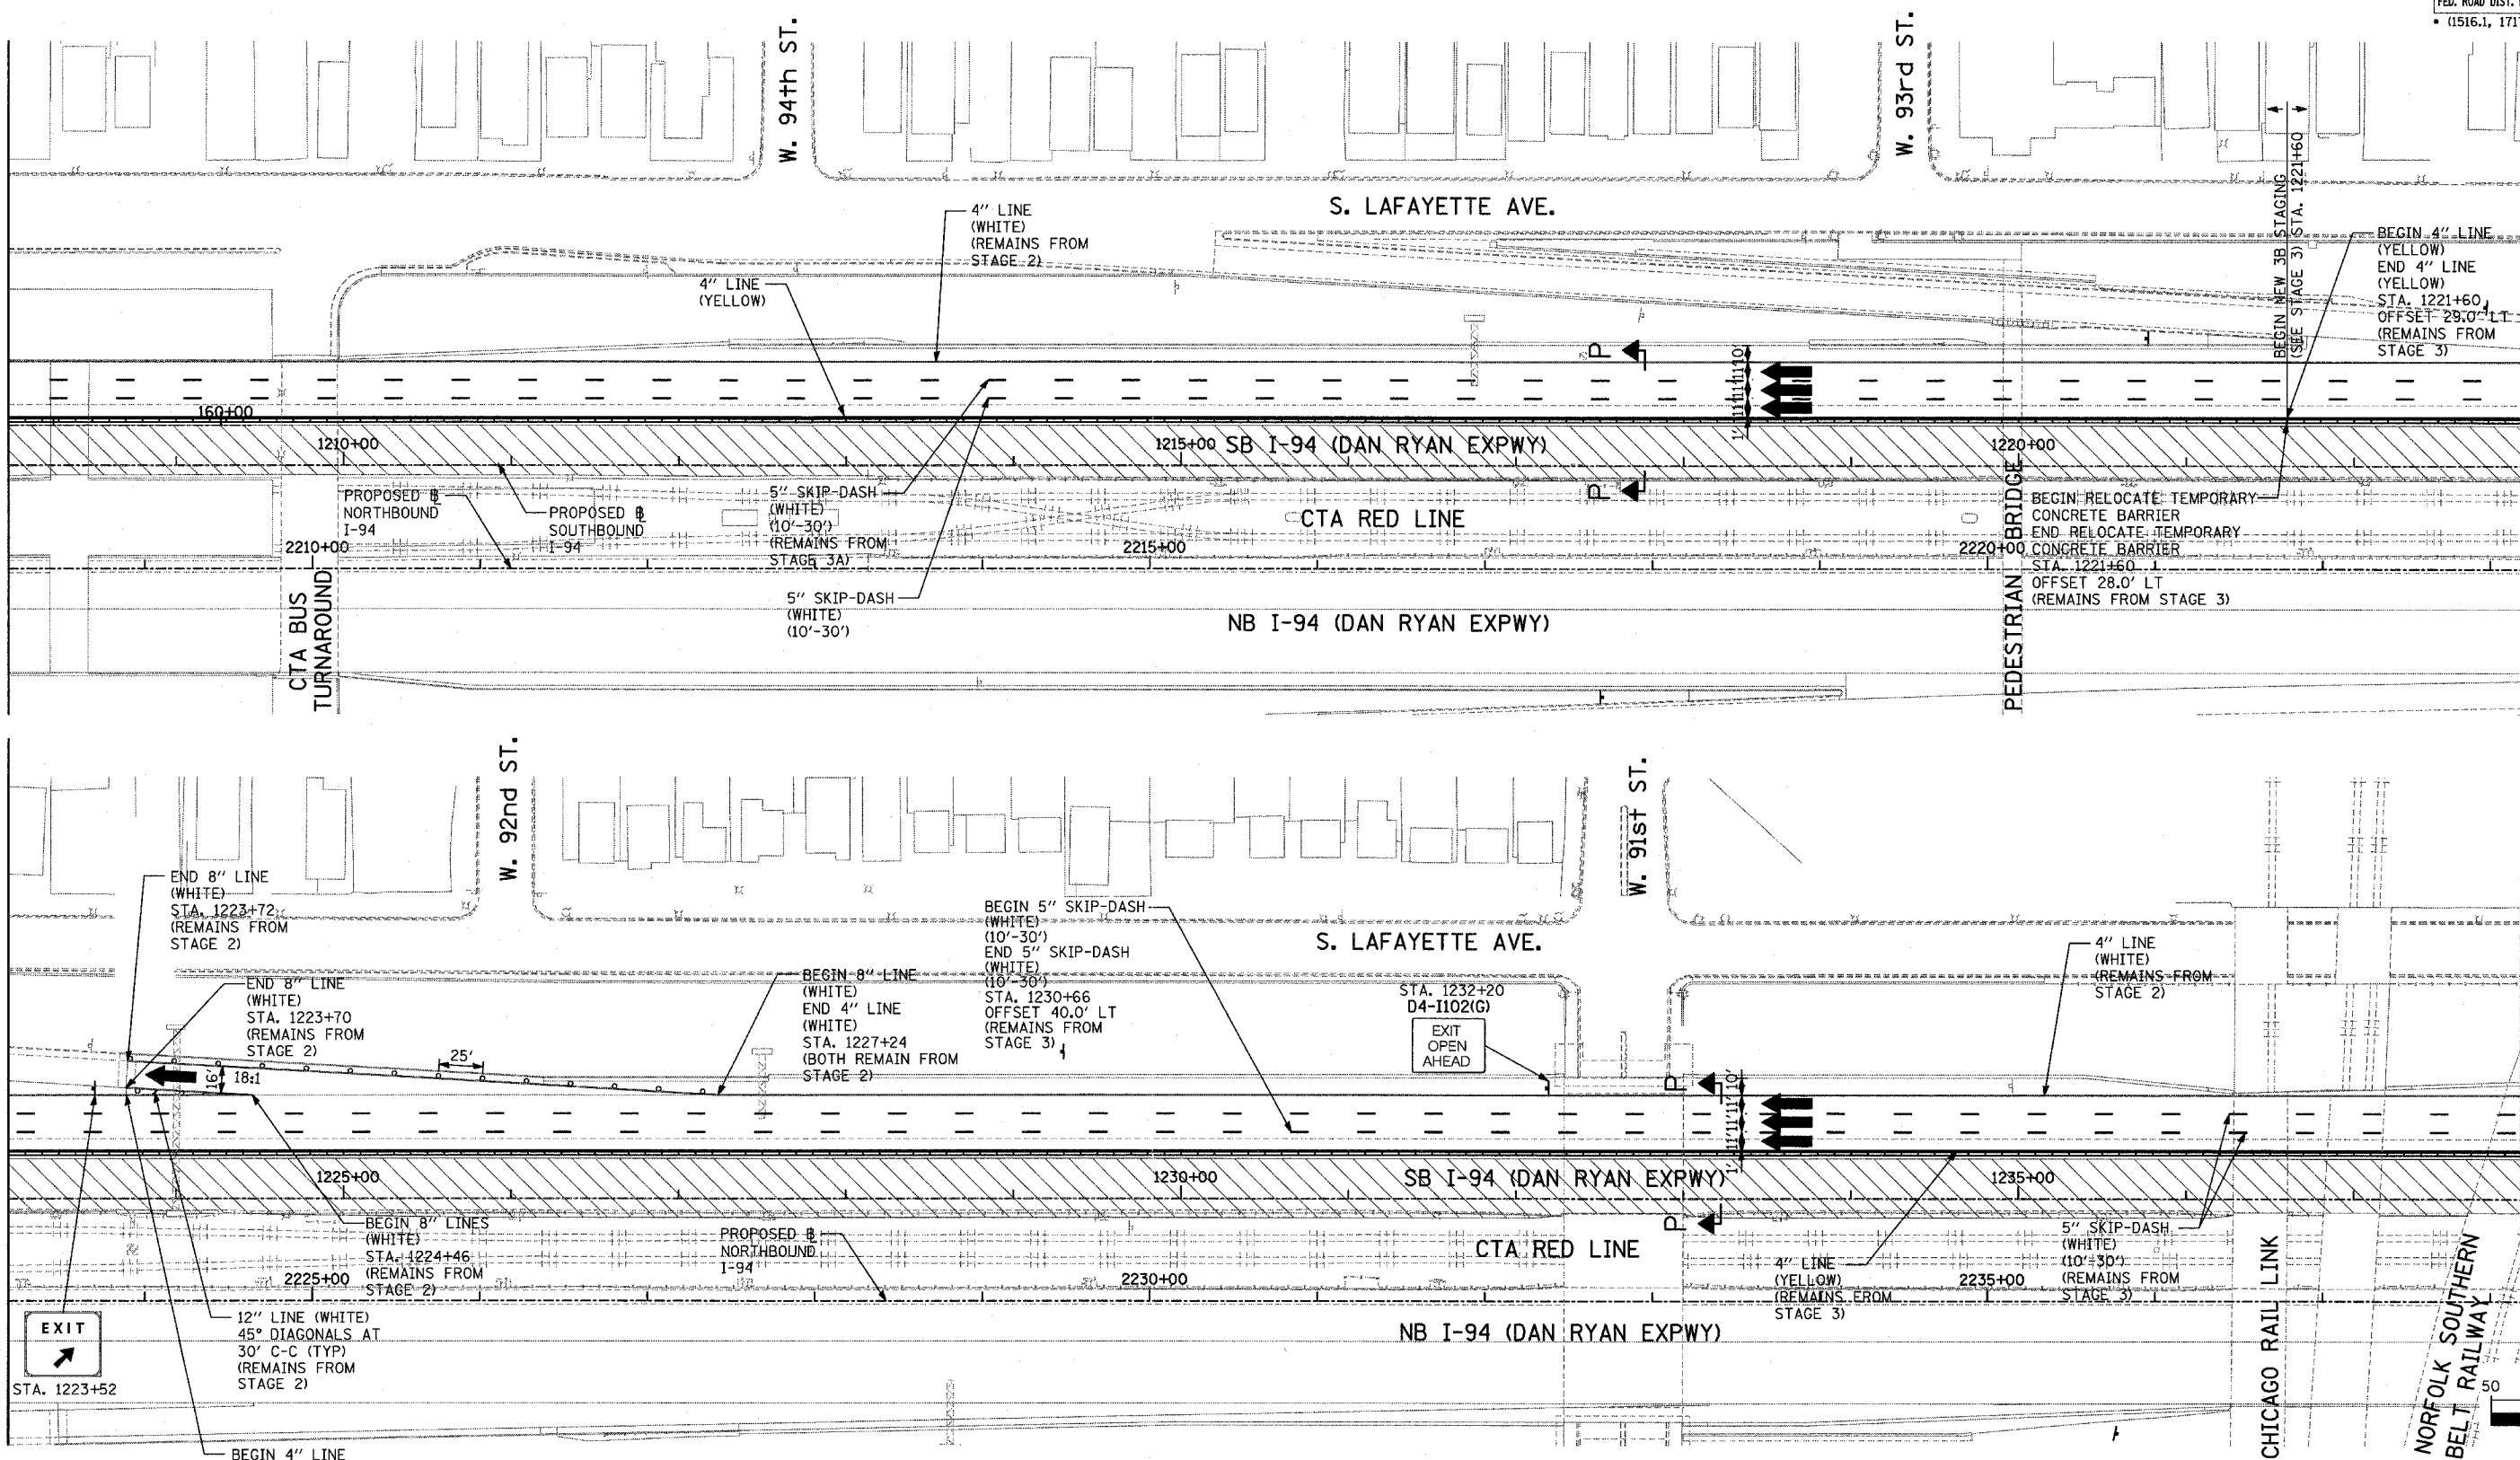 FED. ROAD DIST.
• (1516.1, 171
W. 94th ST.
W. 93rd ST.
S. LAFAYETTE AVE.
4" LINE
(WHITE)
(REMAINS FROM
STAGE 2)
4" LINE
(YELLOW)
BEGIN NEW 3B STAGING
(SEE STAGE 3) STA. 1221+60
BEGIN 4" LINE
(YELLOW)
END 4" LINE
(YELLOW)
STA. 1221+60
OFFSET 29.0' LT
(REMAINS FROM
STAGE 3)
P
10'
11'
11'
11'
1'
160+00
1210+00
1215+00
SB I-94 (DAN RYAN EXPWY)
1220+00
P
PROPOSED ℄
NORTHBOUND
I-94
PROPOSED ℄
SOUTHBOUND
I-94
5" SKIP-DASH
(WHITE)
(10'-30')
(REMAINS FROM
STAGE 3A)
CTA RED LINE
BEGIN RELOCATE TEMPORARY
CONCRETE BARRIER
END RELOCATE TEMPORARY
CONCRETE BARRIER
STA. 1221+60
OFFSET 28.0' LT
(REMAINS FROM STAGE 3)
2210+00
2215+00
2220+00
5" SKIP-DASH
(WHITE)
(10'-30')
NB I-94 (DAN RYAN EXPWY)
CTA BUS
TURNAROUND
PEDESTRIAN BRIDGE
W. 92nd ST.
W. 91st ST.
END 8" LINE
(WHITE)
STA. 1223+72
(REMAINS FROM
STAGE 2)
END 8" LINE
(WHITE)
STA. 1223+70
(REMAINS FROM
STAGE 2)
BEGIN 8" LINE
(WHITE)
END 4" LINE
(WHITE)
STA. 1227+24
(BOTH REMAIN FROM
STAGE 2)
BEGIN 5" SKIP-DASH
(WHITE)
(10'-30')
END 5" SKIP-DASH
(WHITE)
(10'-30')
STA. 1230+66
OFFSET 40.0' LT
(REMAINS FROM
STAGE 3)
S. LAFAYETTE AVE.
STA. 1232+20
D4-I102(G)
EXIT
OPEN
AHEAD
4" LINE
(WHITE)
(REMAINS FROM
STAGE 2)
25'
16'
18:1
P
10'
11'
11'
11'
1'
1225+00
1230+00
SB I-94 (DAN RYAN EXPWY)
1235+00
P
BEGIN 8" LINES
(WHITE)
STA. 1224+46
(REMAINS FROM
STAGE 2)
PROPOSED ℄
NORTHBOUND
I-94
CTA RED LINE
4" LINE
(YELLOW)
(REMAINS FROM
STAGE 3)
5" SKIP-DASH
(WHITE)
(10'-30')
(REMAINS FROM
STAGE 3)
2225+00
2230+00
2235+00
EXIT
STA. 1223+52
12" LINE (WHITE)
45° DIAGONALS AT
30' C-C (TYP)
(REMAINS FROM
STAGE 2)
NB I-94 (DAN RYAN EXPWY)
CHICAGO RAIL LINK
NORFOLK SOUTHERN
BELT RAILWAY
50
BEGIN 4" LINE